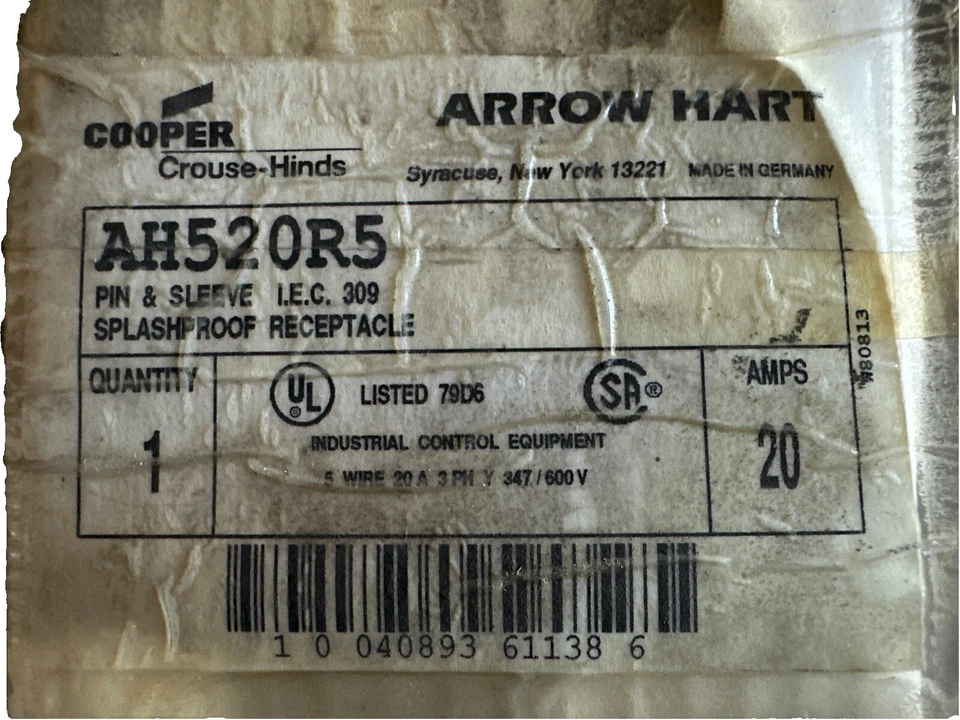 COOPER
Crouse-Hinds
ARROW HART
Syracuse, New York 13221 MADE IN GERMANY
AH520R5
PIN & SLEEVE I.E.C. 309
SPLASHPROOF RECEPTACLE
W80813
QUANTITY
1
UL LISTED 79D6 SA®
INDUSTRIAL CONTROL EQUIPMENT
5 WIRE 20 A 3 PH Y 347/600 V
AMPS
20
1 0 040893 61138 6